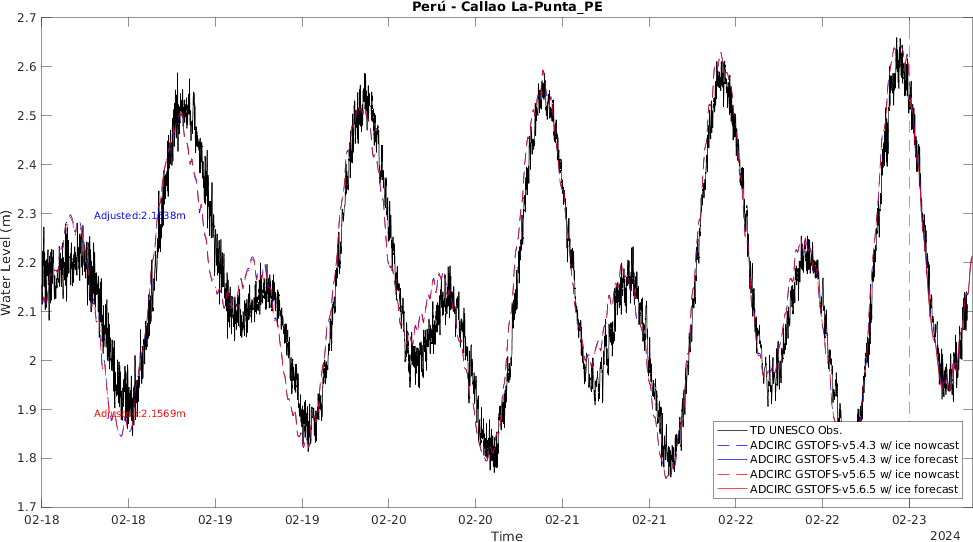 Perú - Callao La-Punta_PE
2.7
2.6
2.5
2.4
2.3
2.2
2.1
2
1.9
1.8
1.7
Water Level (m)
Adjusted:2.1638m
Adjusted:2.1569m
TD UNESCO Obs.
ADCIRC GSTOFS-v5.4.3 w/ ice nowcast
ADCIRC GSTOFS-v5.4.3 w/ ice forecast
ADCIRC GSTOFS-v5.6.5 w/ ice nowcast
ADCIRC GSTOFS-v5.6.5 w/ ice forecast
02-18 02-18 02-19 02-19 02-20 02-20 02-21 02-21 02-22 02-22 02-23
Time
2024